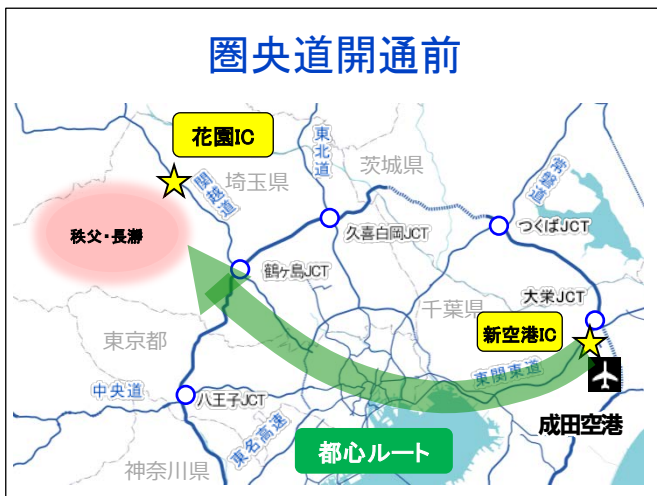 圏央道開通前
花園IC
東北道
茨城県
常磐道
関越道
埼玉県
秩父・長瀞
久喜白岡JCT
つくばJCT
鶴ヶ島JCT
千葉県
大栄JCT
東京都
新空港IC
東関東道
中央道
八王子JCT
成田空港
東名高速
都心ルート
神奈川県